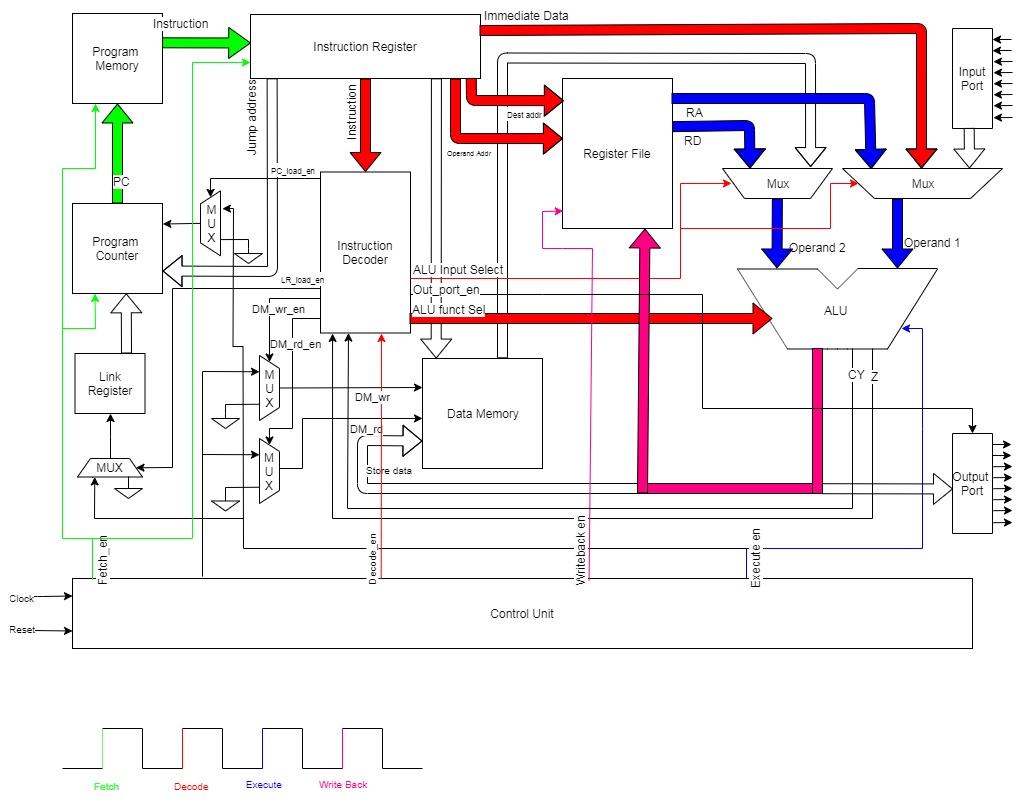 Immediate Data
Instruction
Program
Memory
Instruction Register
Input
Port
Jump address
Instruction
Dest addr
Operand Addr
RA
RD
Register File
PC
PC_load_en
Mux
Mux
MUX
Program
Counter
Instruction
Decoder
Operand 2
Operand 1
ALU Input Select
LR_load_en
Out_port_en
DM_wr_en
ALU funct Sel
ALU
DM_rd_en
Link
Register
MUX
CY
Z
DM_wr
Data Memory
DM_rd
MUX
MUX
Store data
Output
Port
Fetch_en
Decode_en
Writeback en
Execute en
Clock
Reset
Control Unit
Fetch
Decode
Execute
Write Back